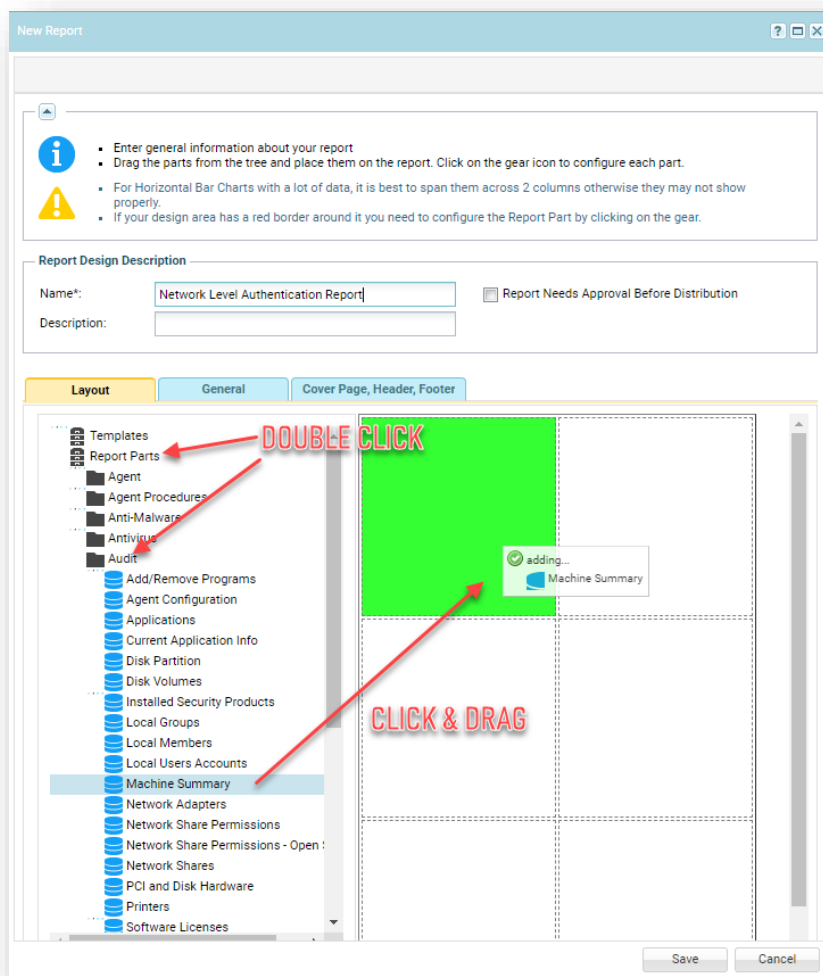 New Report
Enter general information about your report
Drag the parts from the tree and place them on the report. Click on the gear icon to configure each part.
For Horizontal Bar Charts with a lot of data, it is best to span them across 2 columns otherwise they may not show
properly.
If your design area has a red border around it you need to configure the Report Part by clicking on the gear.
Report Design Description
Name*:
Network Level Authentication Report
Report Needs Approval Before Distribution
Description:
Layout
General
Cover Page, Header, Footer
Templates
DOUBLE CLICK
Report Parts
Agent
Agent Procedures
Anti-Malware
Antivirus
Audit
adding...
Machine Summary
Add/Remove Programs
Agent Configuration
Applications
Current Application Info
Disk Partition
Disk Volumes
Installed Security Products
Local Groups
CLICK & DRAG
Local Members
Local Users Accounts
Machine Summary
Network Adapters
Network Share Permissions
Network Share Permissions - Open
Network Shares
PCI and Disk Hardware
Printers
Software Licenses
Save
Cancel